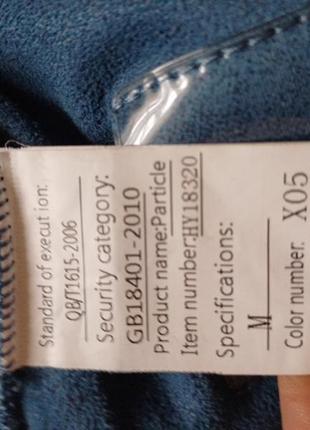 Standard of execution:
QB/T1615-2006
Security category:
GB18401-2010
Product name:Particle
Item number:HY18320
Specifications:
M
Color number: X05